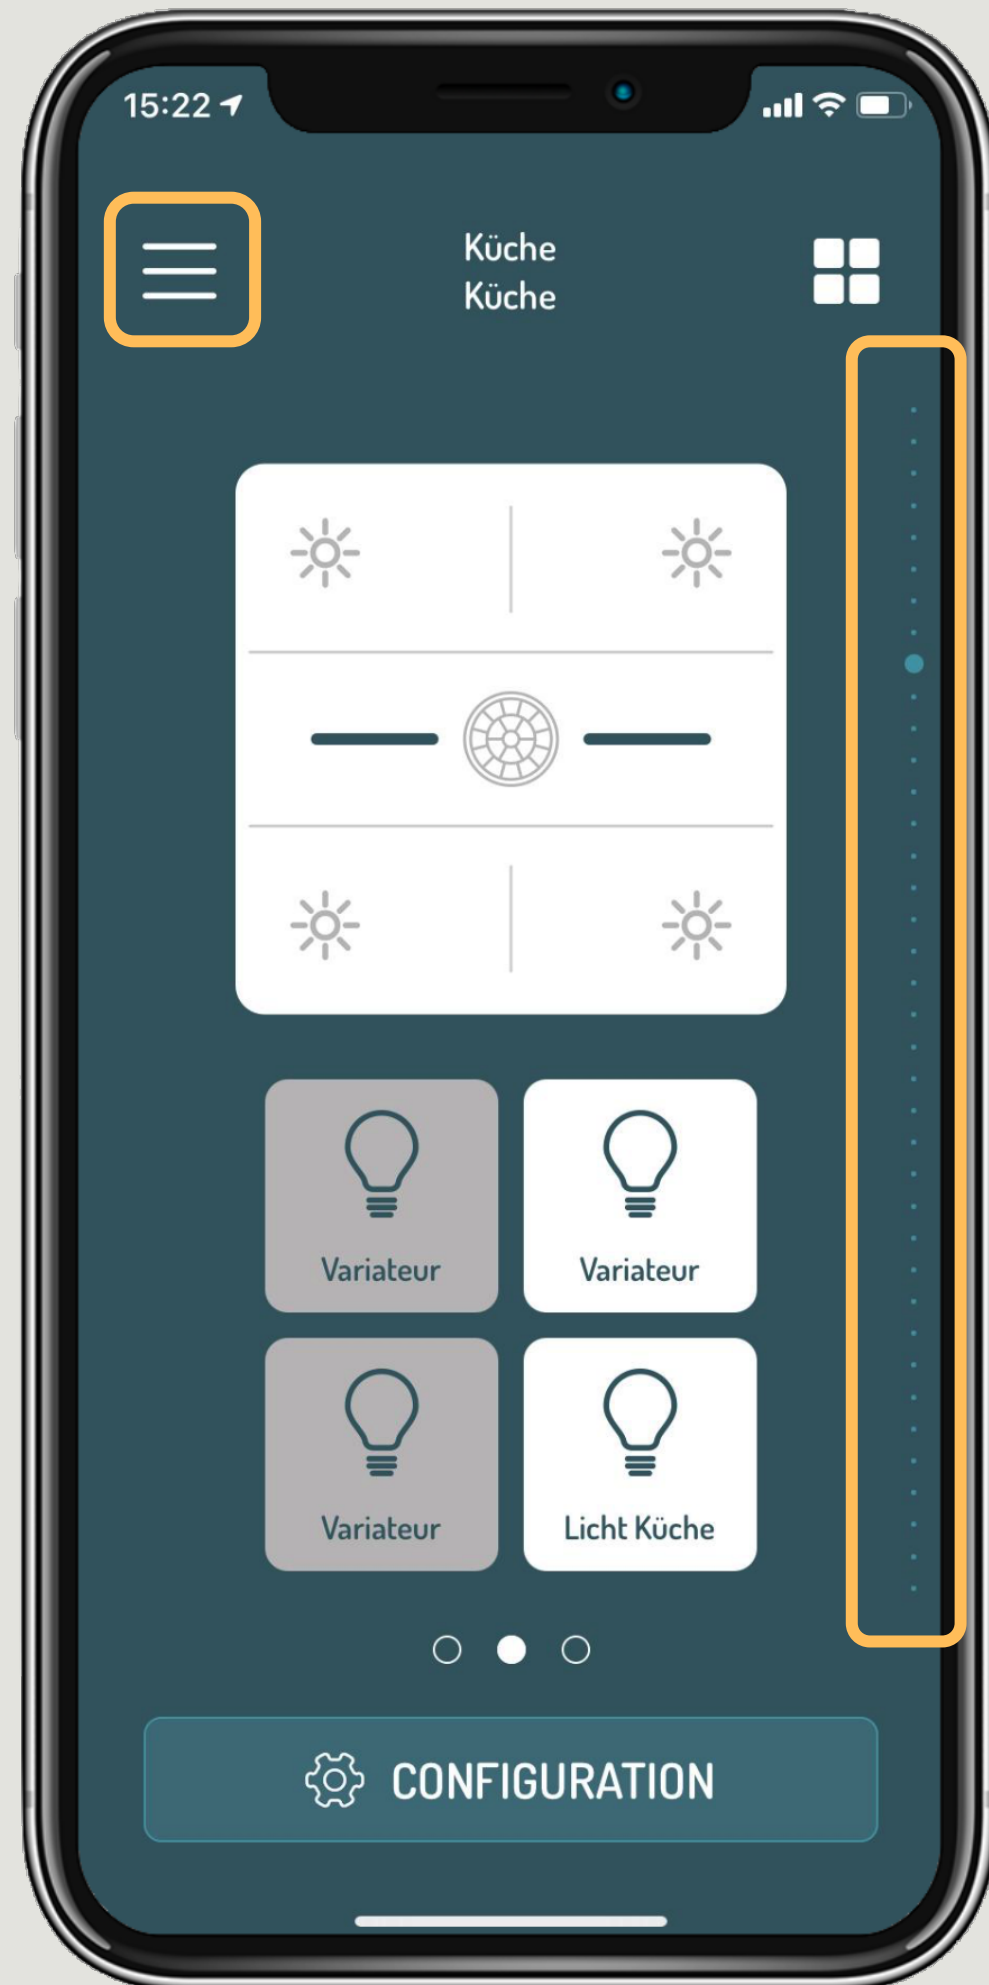 15:22
Küche
Küche
Variateur
Variateur
Variateur
Licht Küche
CONFIGURATION